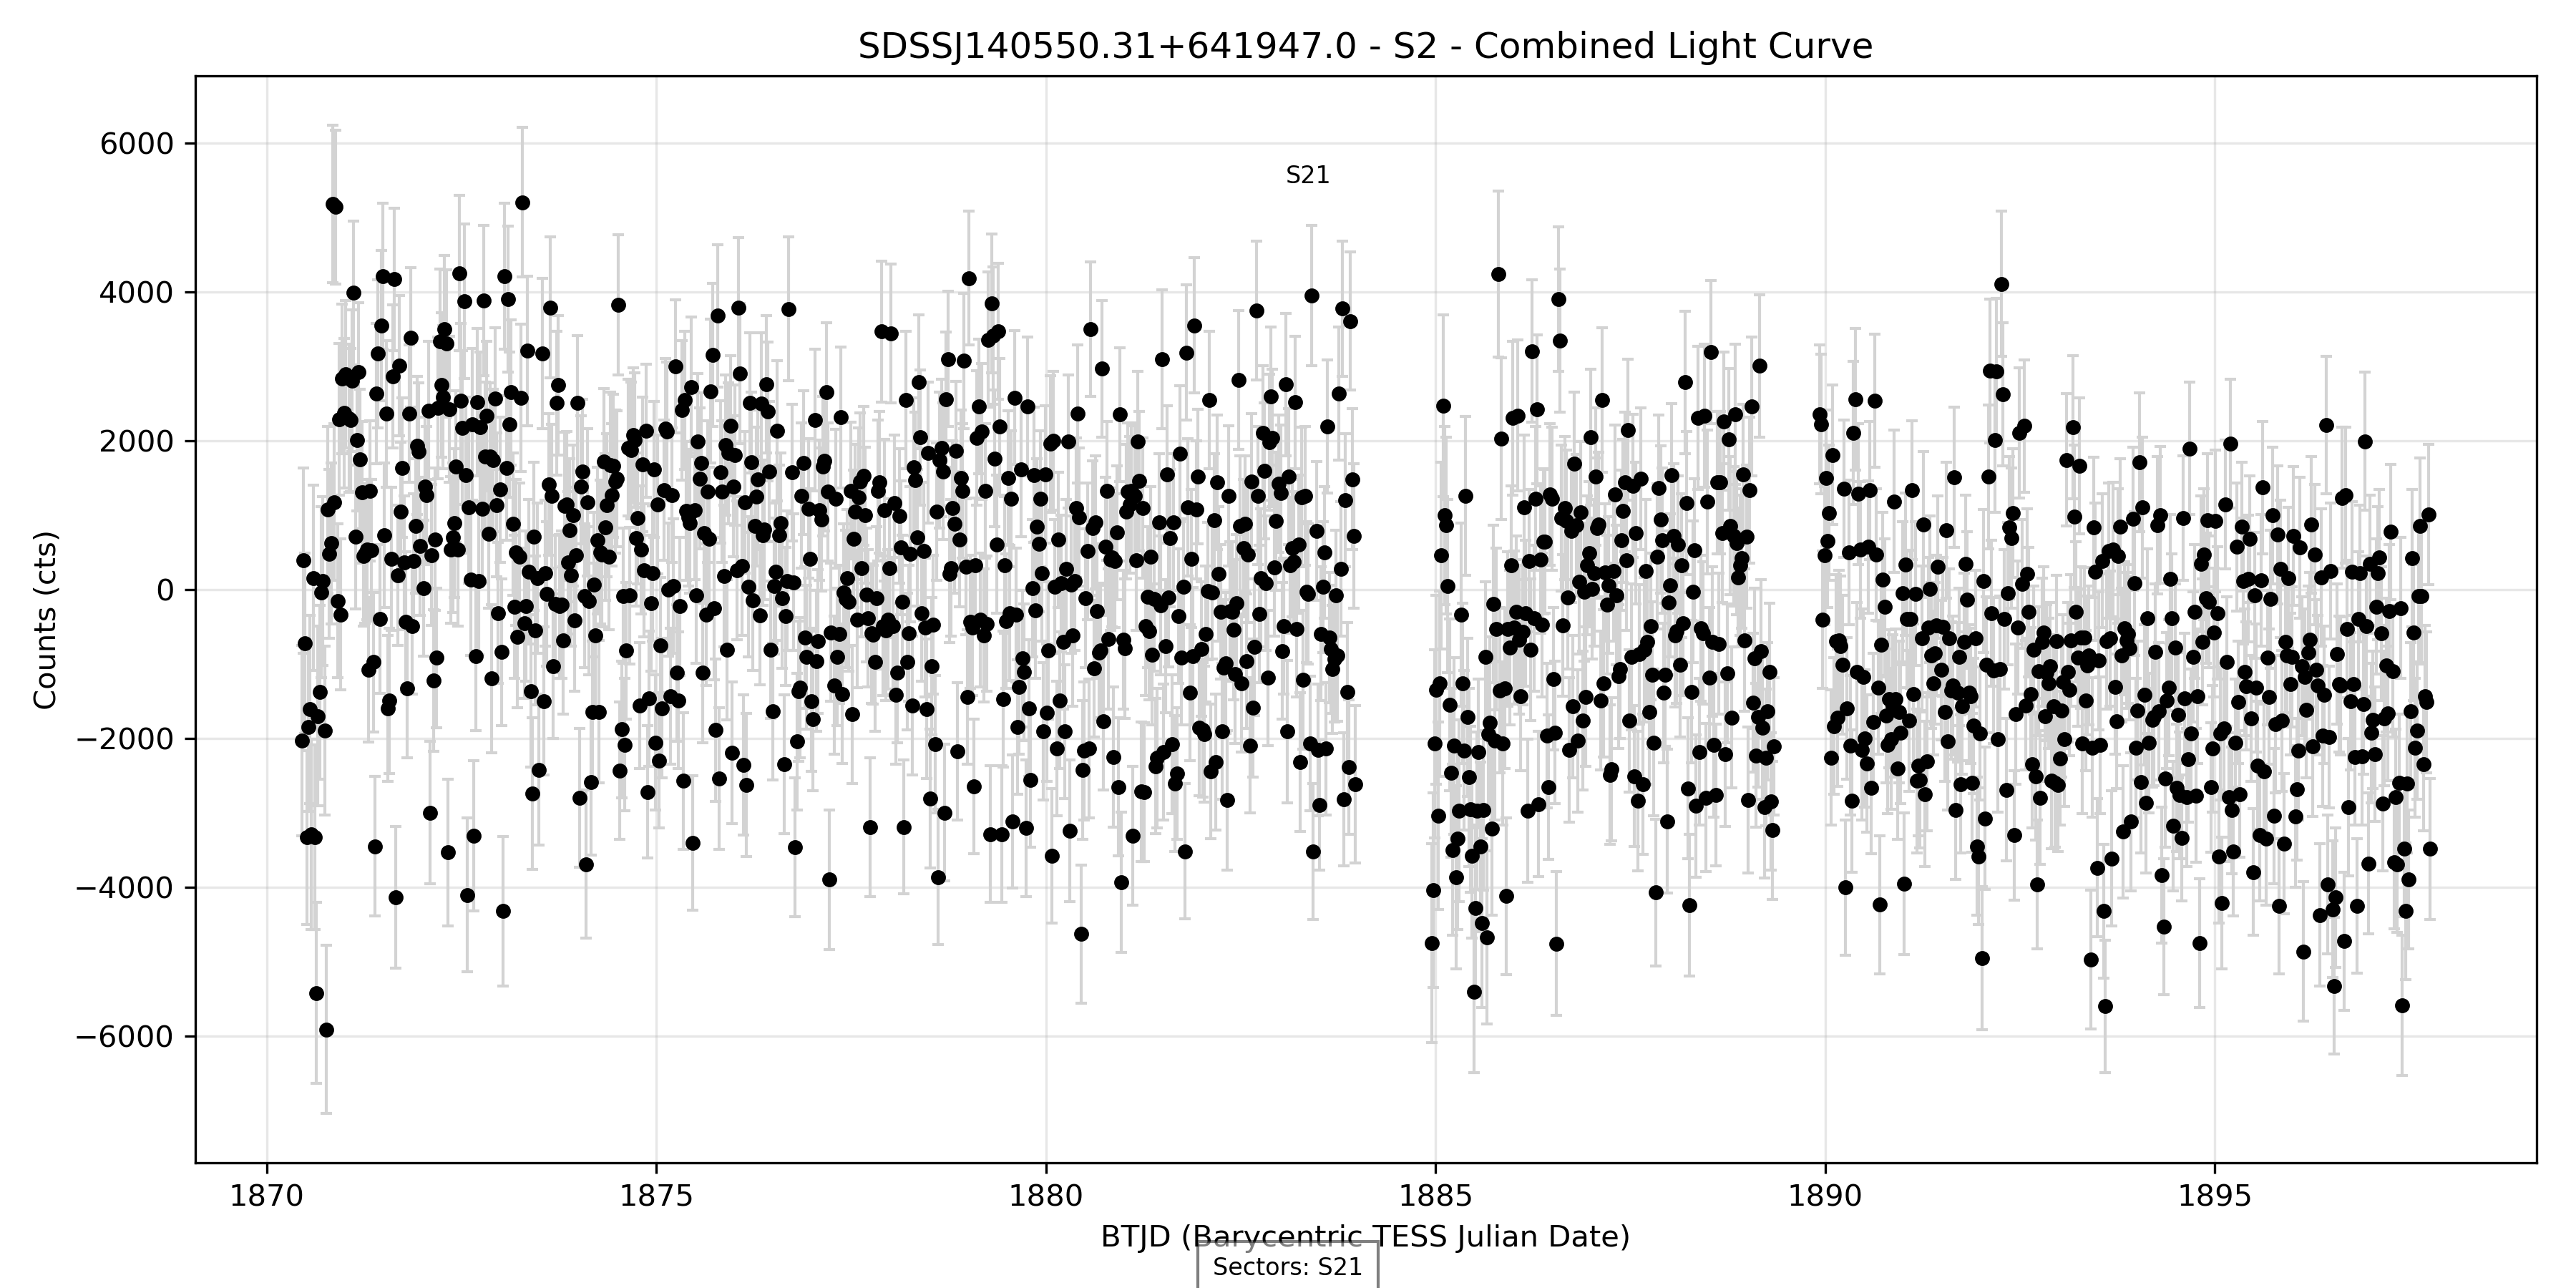 SDSSJ140550.31+641947.0 - S2 - Combined Light Curve
S21
6000
4000
2000
0
−2000
−4000
−6000
Counts (cts)
1870
1875
1880
1885
1890
1895
BTJD (Barycentric TESS Julian Date)
Sectors: S21